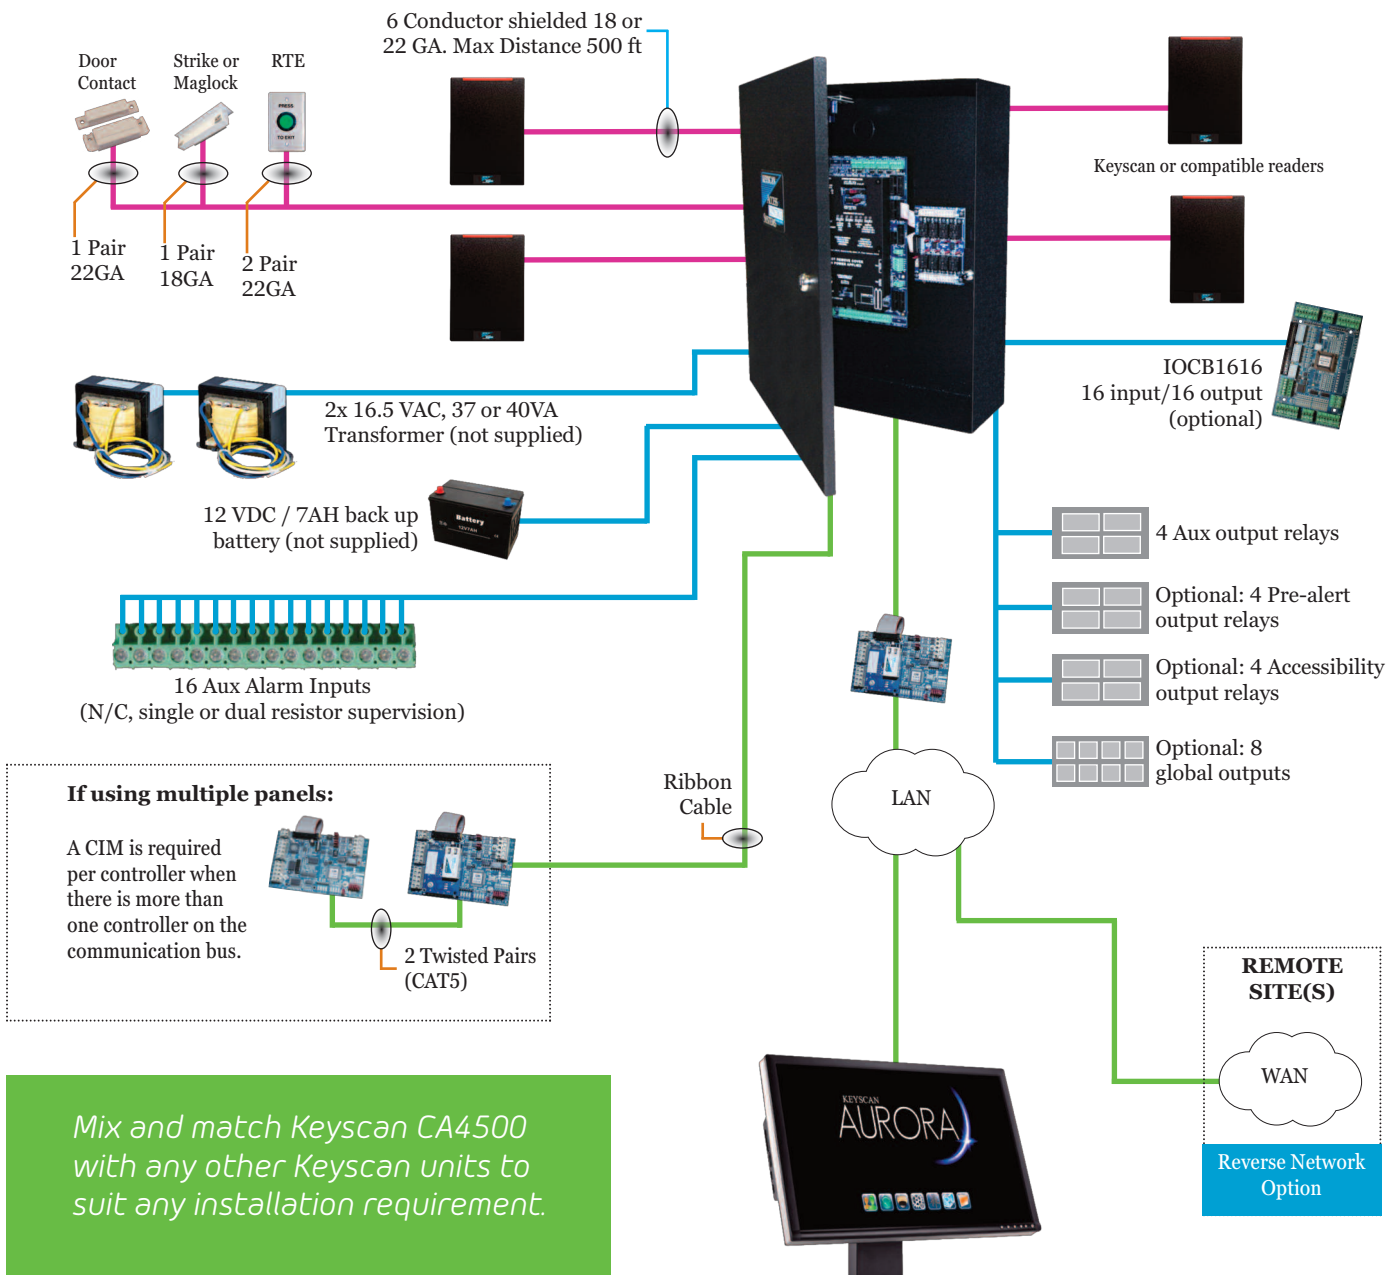 6 Conductor shielded 18 or
22 GA. Max Distance 500 ft
Door
Contact
Strike or
Maglock
RTE
PRESS
TO EXIT
Keyscan or compatible readers
1 Pair
22GA
1 Pair
18GA
2 Pair
22GA
IOCB1616
16 input/16 output
(optional)
2x 16.5 VAC, 37 or 40VA
Transformer (not supplied)
12 VDC / 7AH back up
battery (not supplied)
Battery
12V7AH
4 Aux output relays
Optional: 4 Pre-alert
output relays
Optional: 4 Accessibility
output relays
Optional: 8
global outputs
16 Aux Alarm Inputs
(N/C, single or dual resistor supervision)
If using multiple panels:
A CIM is required
per controller when
there is more than
one controller on the
communication bus.
2 Twisted Pairs
(CAT5)
Ribbon
Cable
LAN
REMOTE
SITE(S)
WAN
Reverse Network
Option
KEYSCAN
AURORA
Mix and match Keyscan CA4500
with any other Keyscan units to
suit any installation requirement.